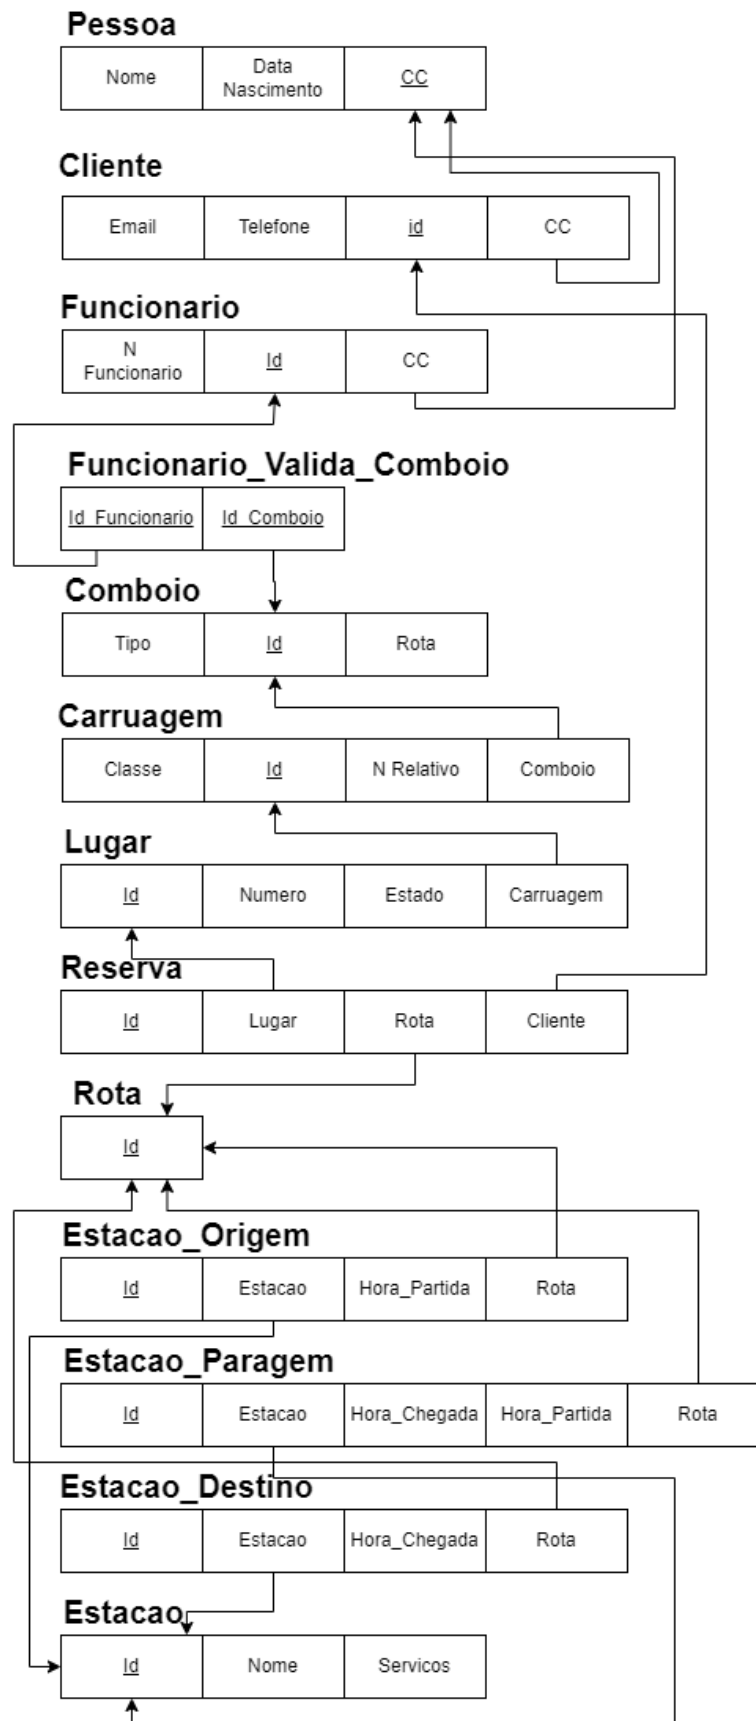 Pessoa
Nome Data Nascimento CC
Cliente
Email Telefone id CC
Funcionario
N Funcionario Id CC
Funcionario_Valida_Comboio
Id_Funcionario Id_Comboio
Comboio
Tipo Id Rota
Carruagem
Classe Id N Relativo Comboio
Lugar
Id Numero Estado Carruagem
Reserva
Id Lugar Rota Cliente
Rota
Id
Estacao_Origem
Id Estacao Hora_Partida Rota
Estacao_Paragem
Id Estacao Hora_Chegada Hora_Partida Rota
Estacao_Destino
Id Estacao Hora_Chegada Rota
Estacao
Id Nome Servicos